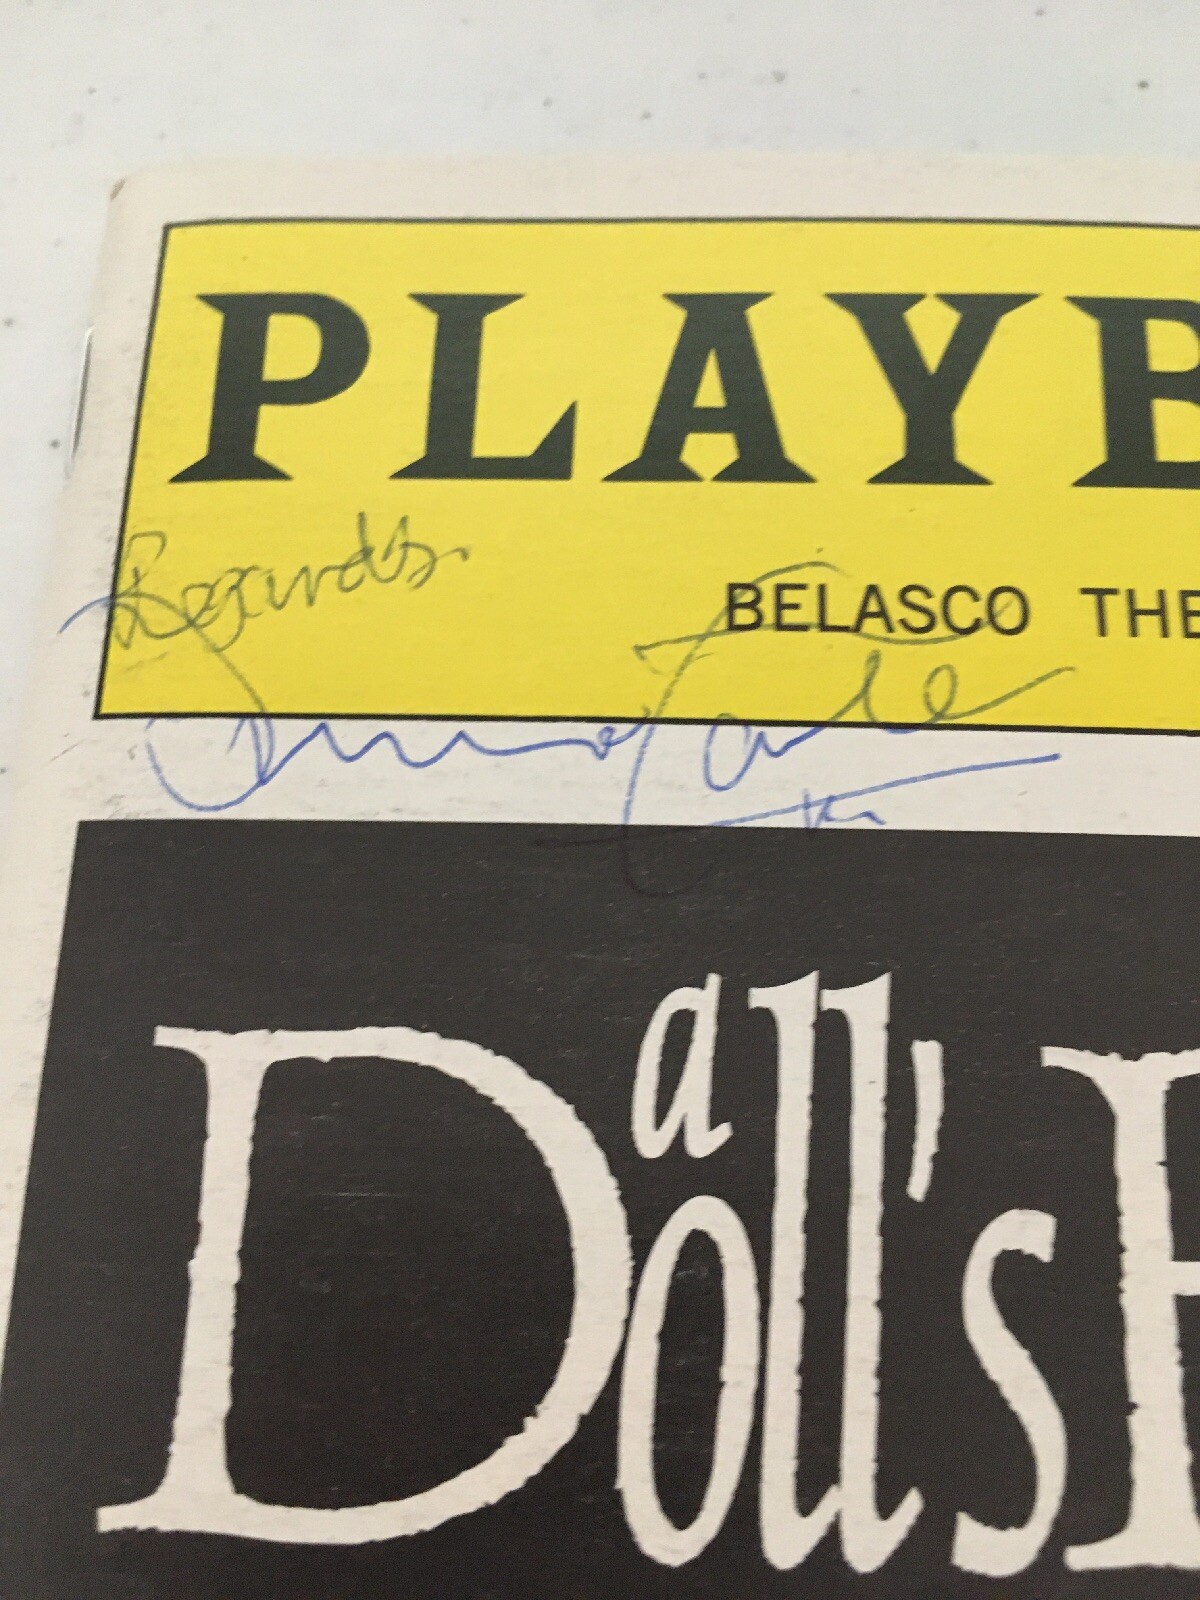 PLAYB
Regards
BELASCO THE
a
Doll's